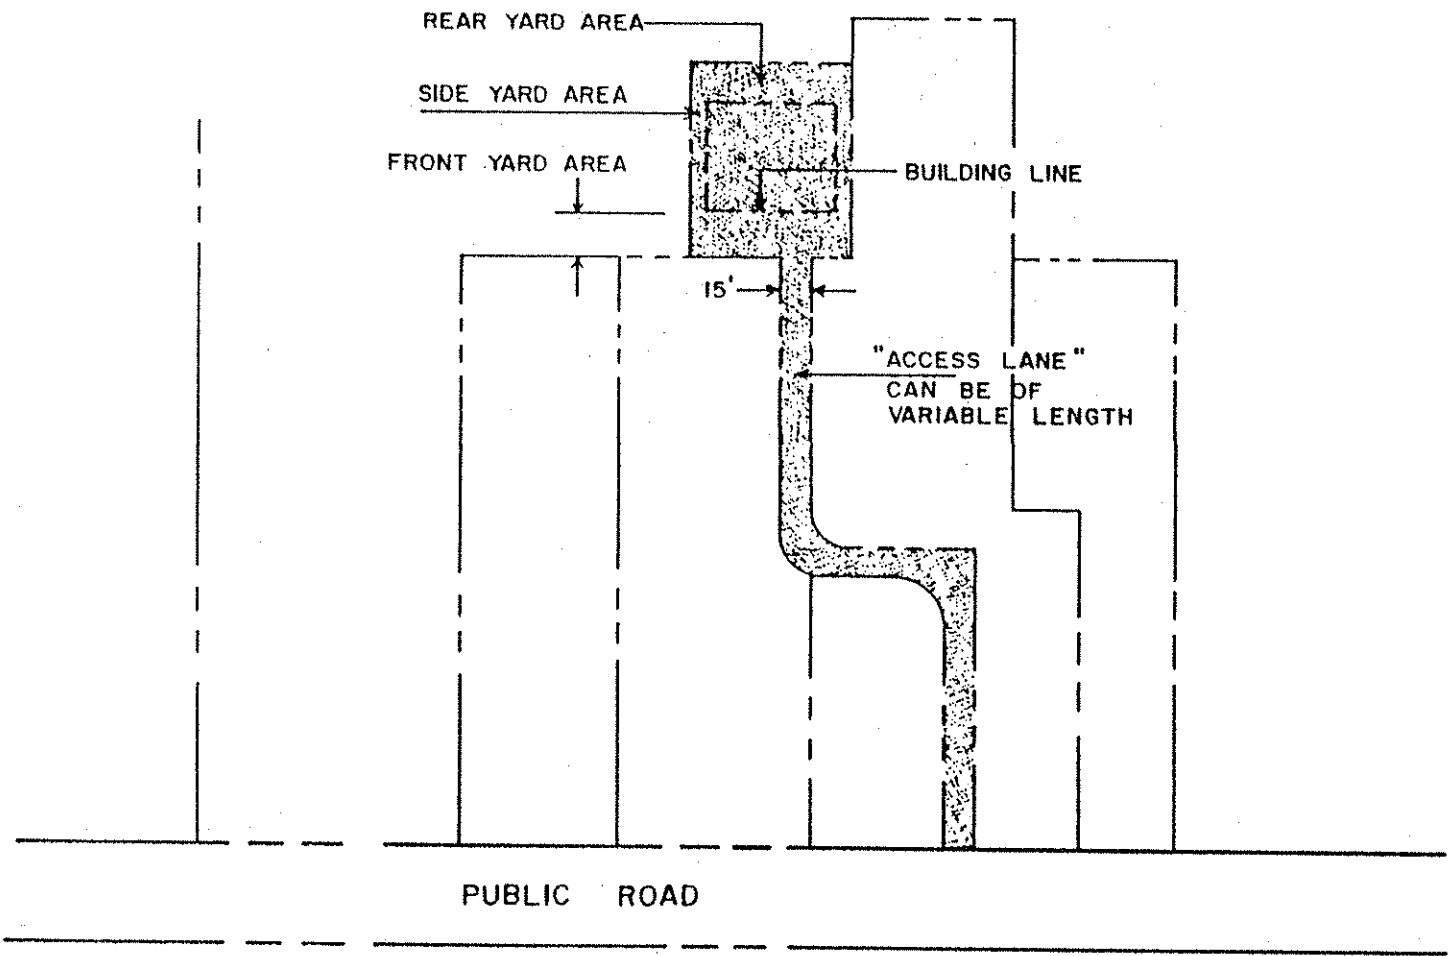 REAR YARD AREA
SIDE YARD AREA
FRONT YARD AREA
BUILDING LINE
15'
"ACCESS LANE"
CAN BE OF
VARIABLE LENGTH
PUBLIC ROAD